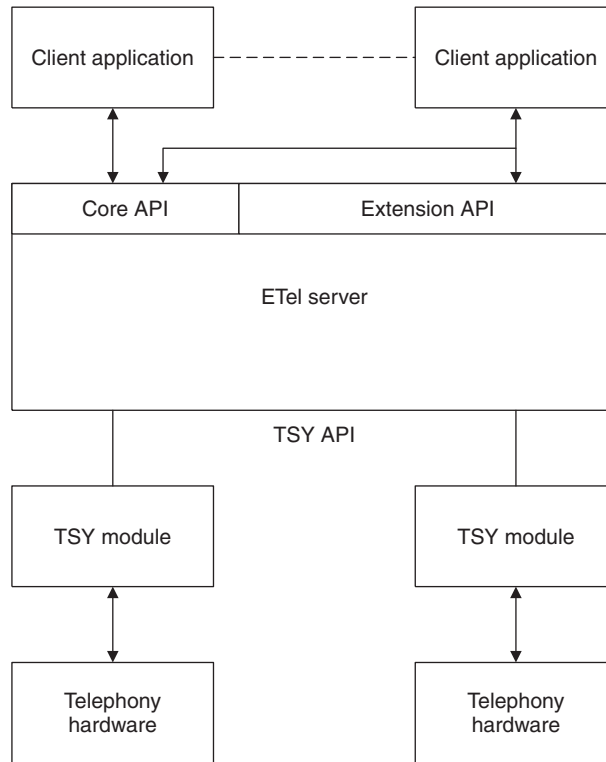 Client application
Client application
Core API
Extension API
ETel server
TSY API
TSY module
TSY module
Telephony
hardware
Telephony
hardware